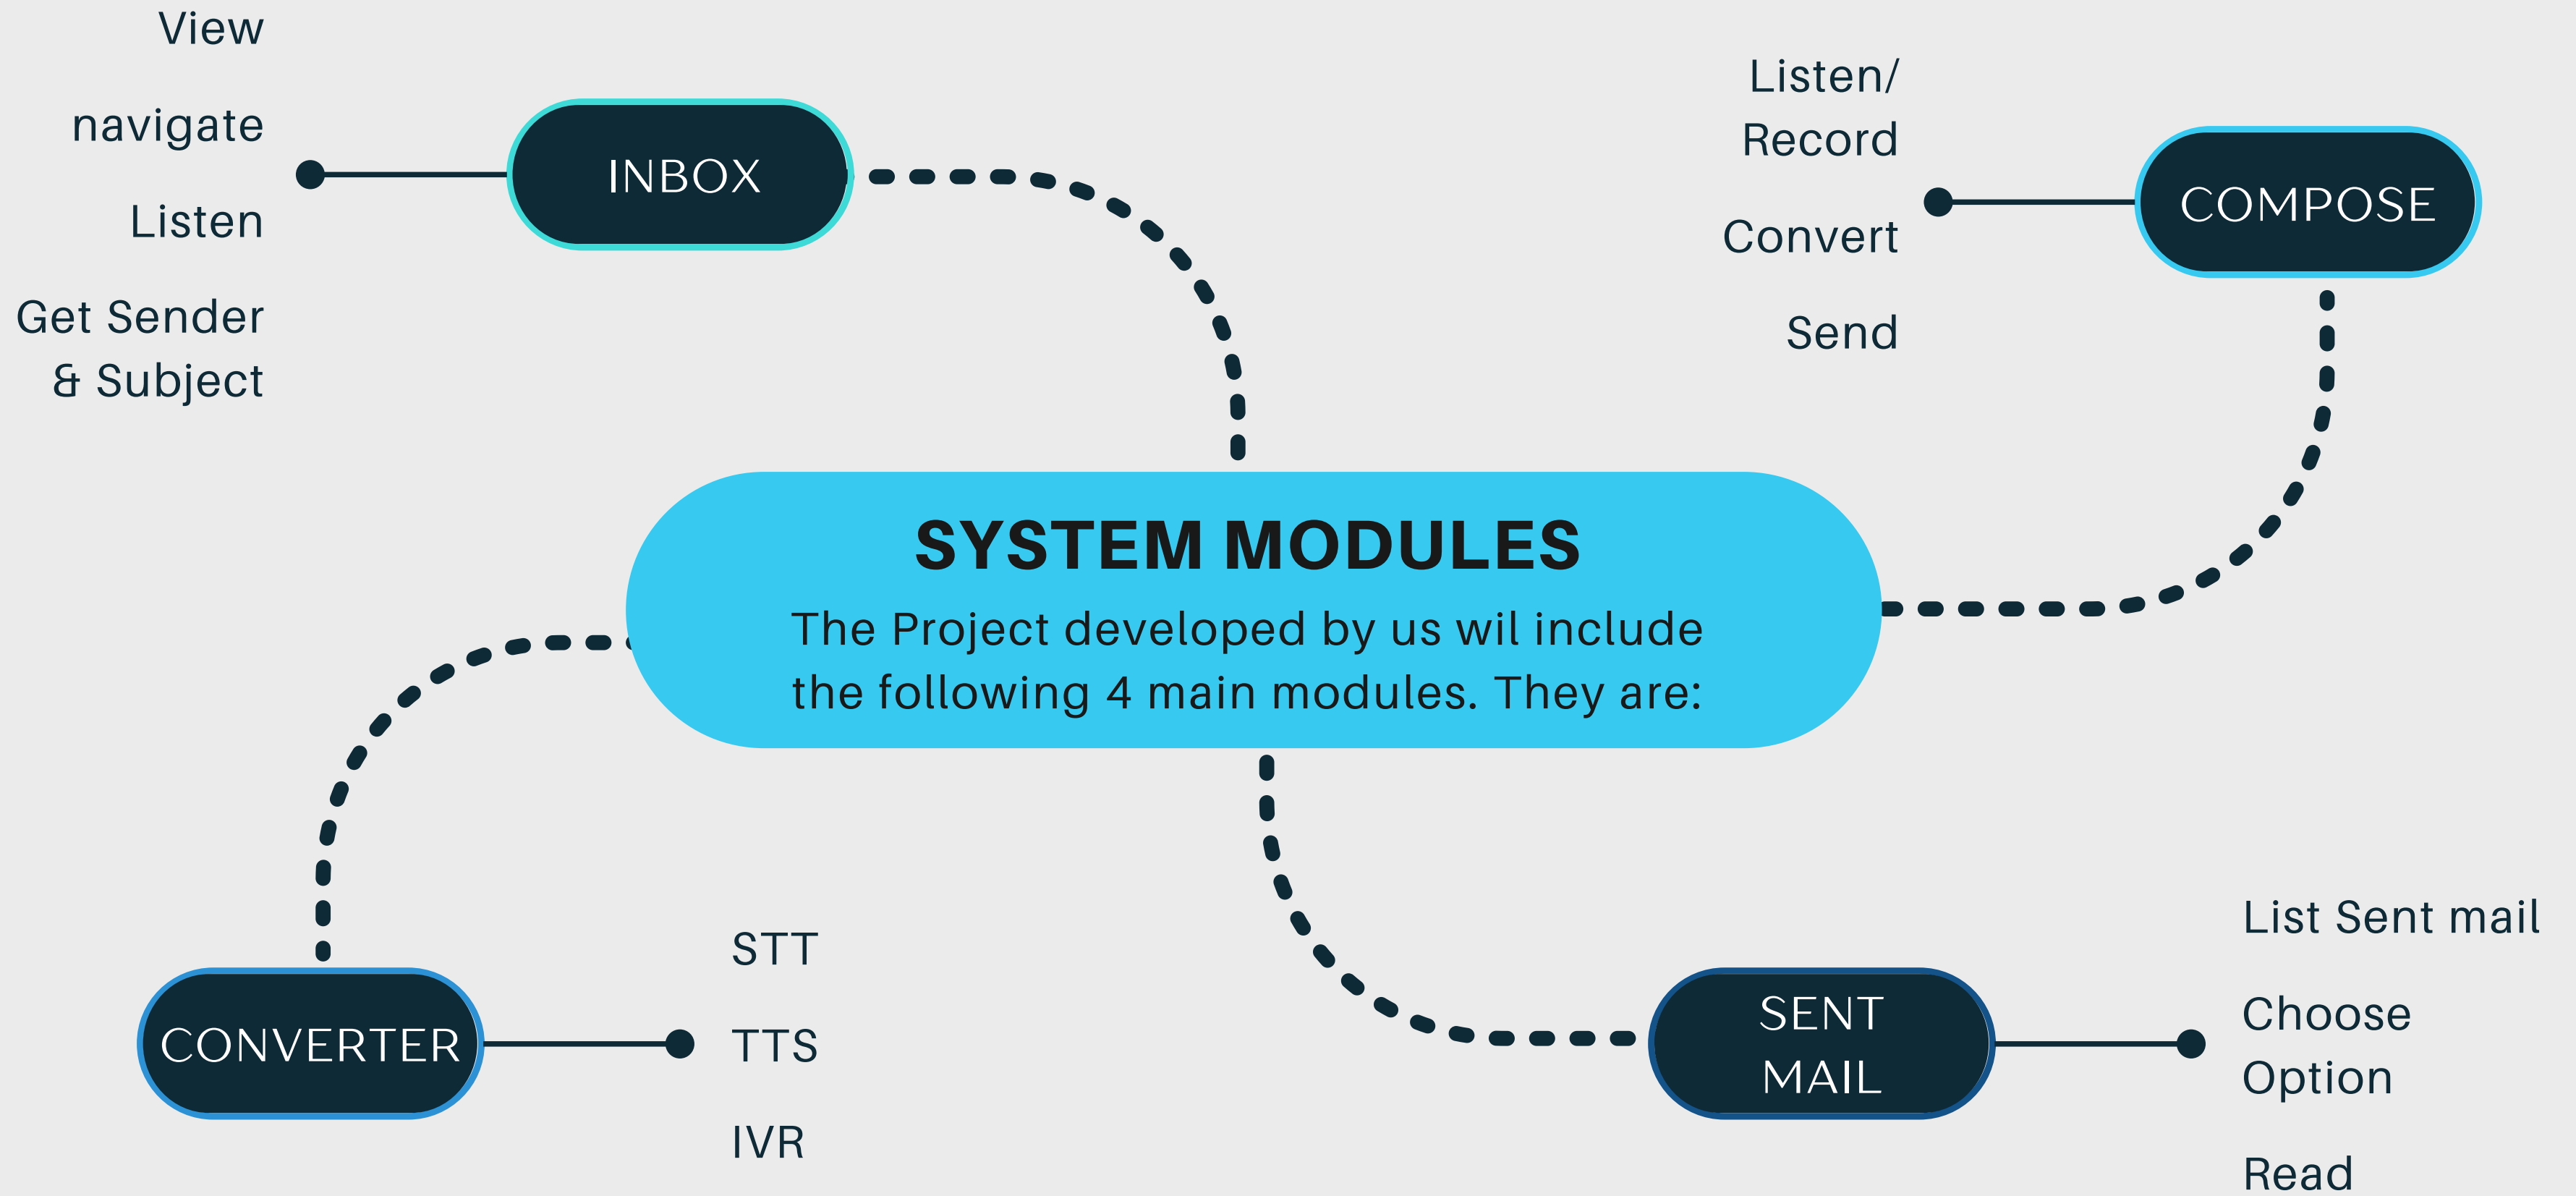 View
navigate
Listen
Get Sender
& Subject
INBOX
Listen/
Record
Convert
Send
COMPOSE
SYSTEM MODULES
The Project developed by us wil include
the following 4 main modules. They are:
CONVERTER
STT
TTS
IVR
SENT
MAIL
List Sent mail
Choose
Option
Read